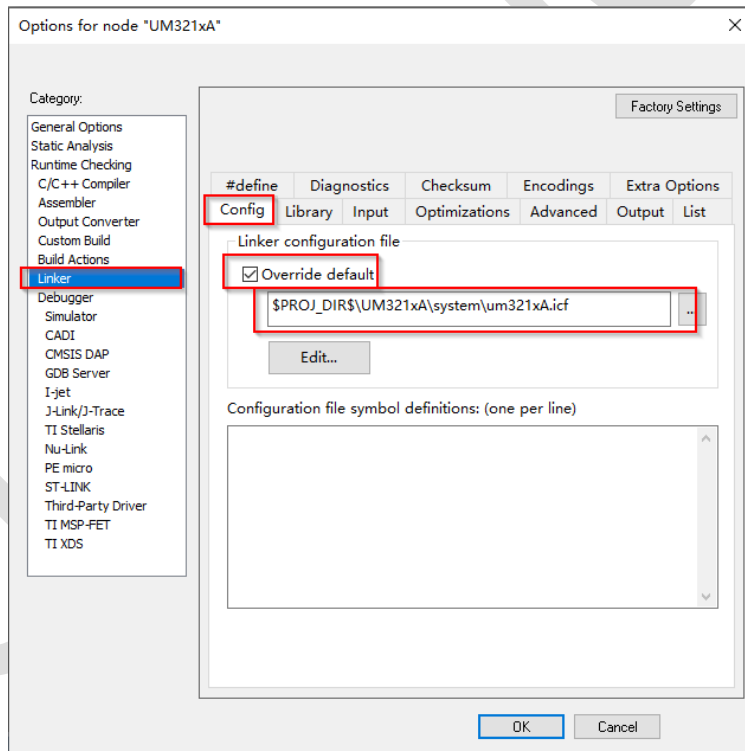 Options for node "UM321xA"
Category:
General Options
Static Analysis
Runtime Checking
C/C++ Compiler
Assembler
Output Converter
Custom Build
Build Actions
Linker
Debugger
Simulator
CADI
CMSIS DAP
GDB Server
I-jet
J-Link/J-Trace
TI Stellaris
Nu-Link
PE micro
ST-LINK
Third-Party Driver
TI MSP-FET
TI XDS
Factory Settings
#define Diagnostics Checksum Encodings Extra Options
Config Library Input Optimizations Advanced Output List
Linker configuration file
Override default
$PROJ_DIR$\UM321xA\system\um321xA.icf
...
Edit...
Configuration file symbol definitions: (one per line)
OK Cancel